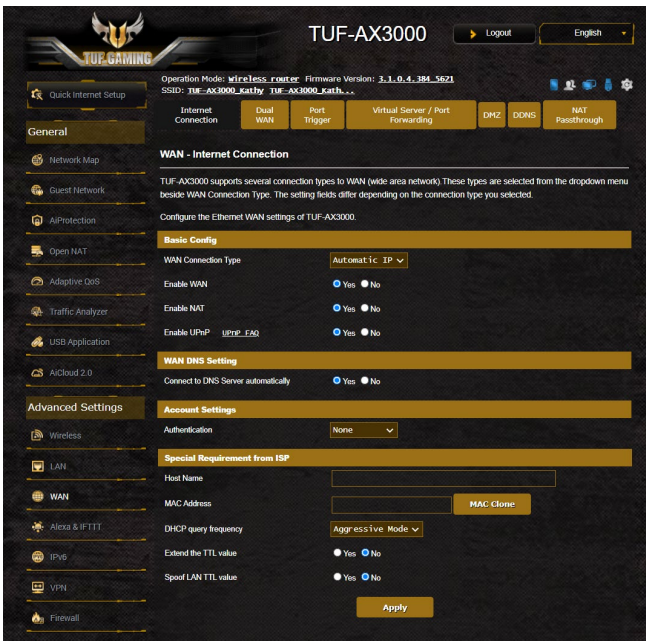 TUF GAMING
TUF-AX3000
Logout
English
Quick Internet Setup
General
Network Map
Guest Network
AiProtection
Open NAT
Adaptive QoS
Traffic Analyzer
USB Application
AiCloud 2.0
Advanced Settings
Wireless
LAN
WAN
Alexa & IFTTT
IPv6
VPN
Firewall
Operation Mode: Wireless router Firmware Version: 3.1.0.4.384_5621
SSID: TUF-AX3000_Kathy TUF-AX3000_Kath...
Internet Connection
Dual WAN
Port Trigger
Virtual Server / Port Forwarding
DMZ
DDNS
NAT Passthrough
WAN - Internet Connection
TUF-AX3000 supports several connection types to WAN (wide area network).These types are selected from the dropdown menu
beside WAN Connection Type. The setting fields differ depending on the connection type you selected.
Configure the Ethernet WAN settings of TUF-AX3000.
Basic Config
WAN Connection Type Automatic IP
Enable WAN Yes No
Enable NAT Yes No
Enable UPnP UPnP FAQ Yes No
WAN DNS Setting
Connect to DNS Server automatically Yes No
Account Settings
Authentication None
Special Requirement from ISP
Host Name
MAC Address MAC Clone
DHCP query frequency Aggressive Mode
Extend the TTL value Yes No
Spoof LAN TTL value Yes No
Apply